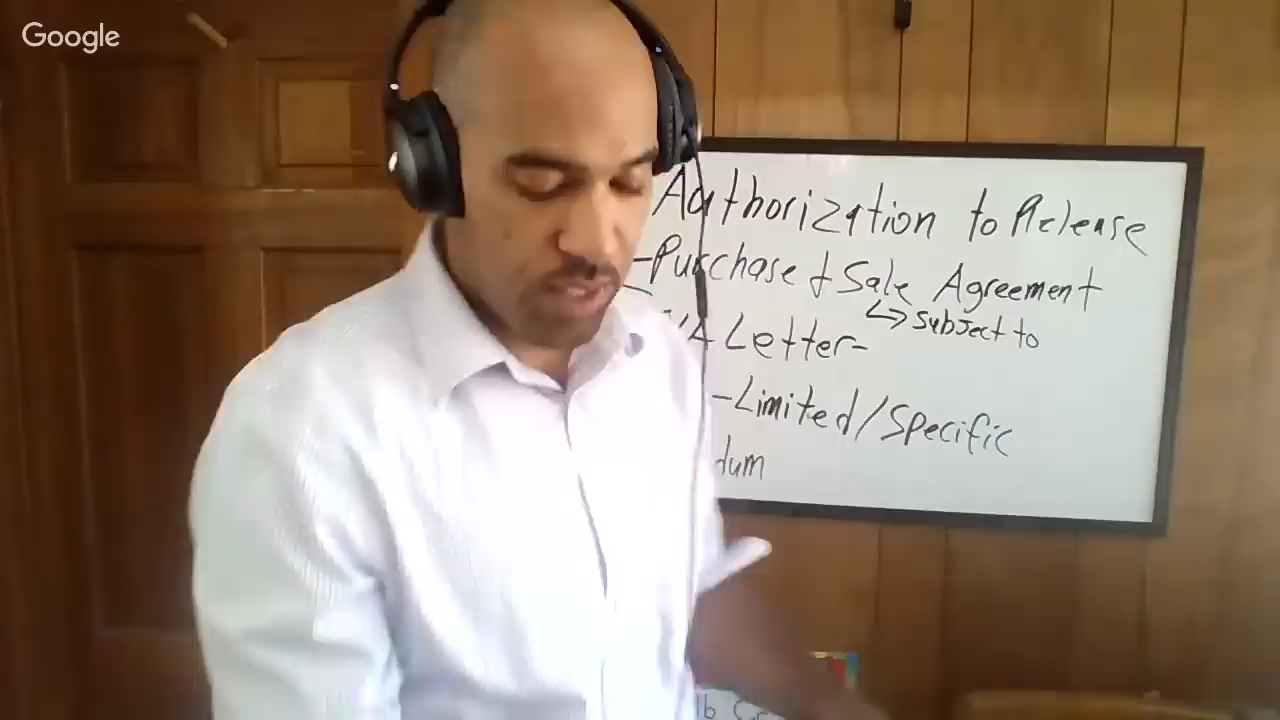 Google
Authorization to Release
-Purchase & Sale Agreement
↳ subject to
Letter-
-Limited/Specific
dum